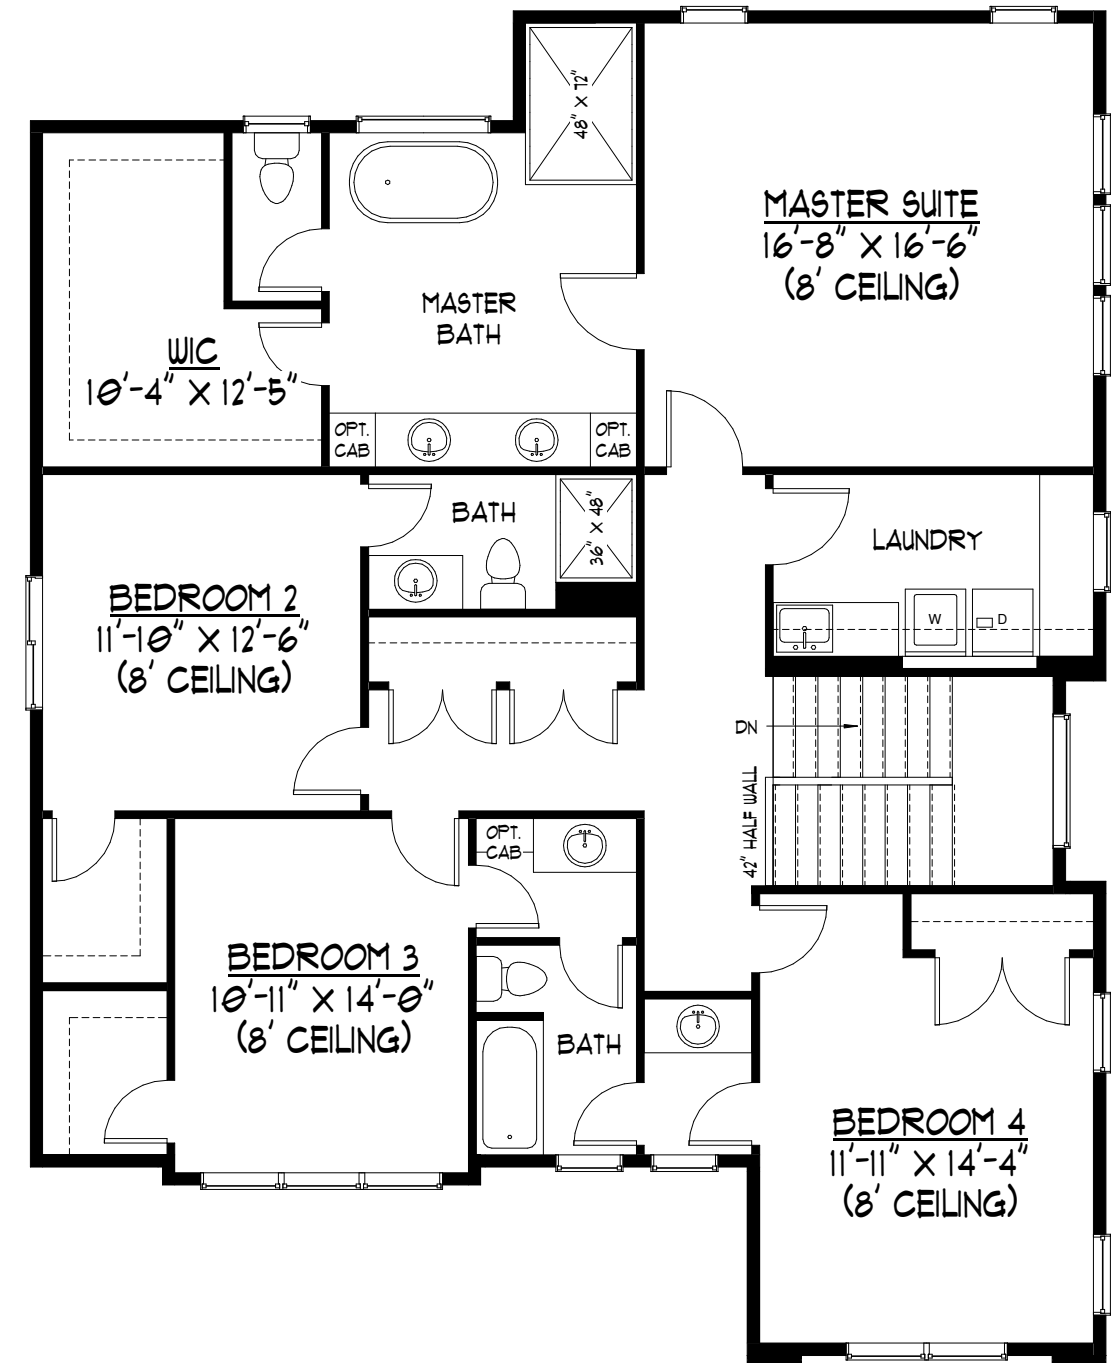 48" X 72"
MASTER SUITE
16'-8" X 16'-6"
(8' CEILING)
MASTER
BATH
WIC
10'-4" X 12'-5"
OPT.
CAB
OPT.
CAB
BATH
36" X 48"
LAUNDRY
W
D
BEDROOM 2
11'-10" X 12'-6"
(8' CEILING)
DN
42" HALF WALL
OPT.
CAB
BEDROOM 3
10'-11" X 14'-0"
(8' CEILING)
BATH
BEDROOM 4
11'-11" X 14'-4"
(8' CEILING)